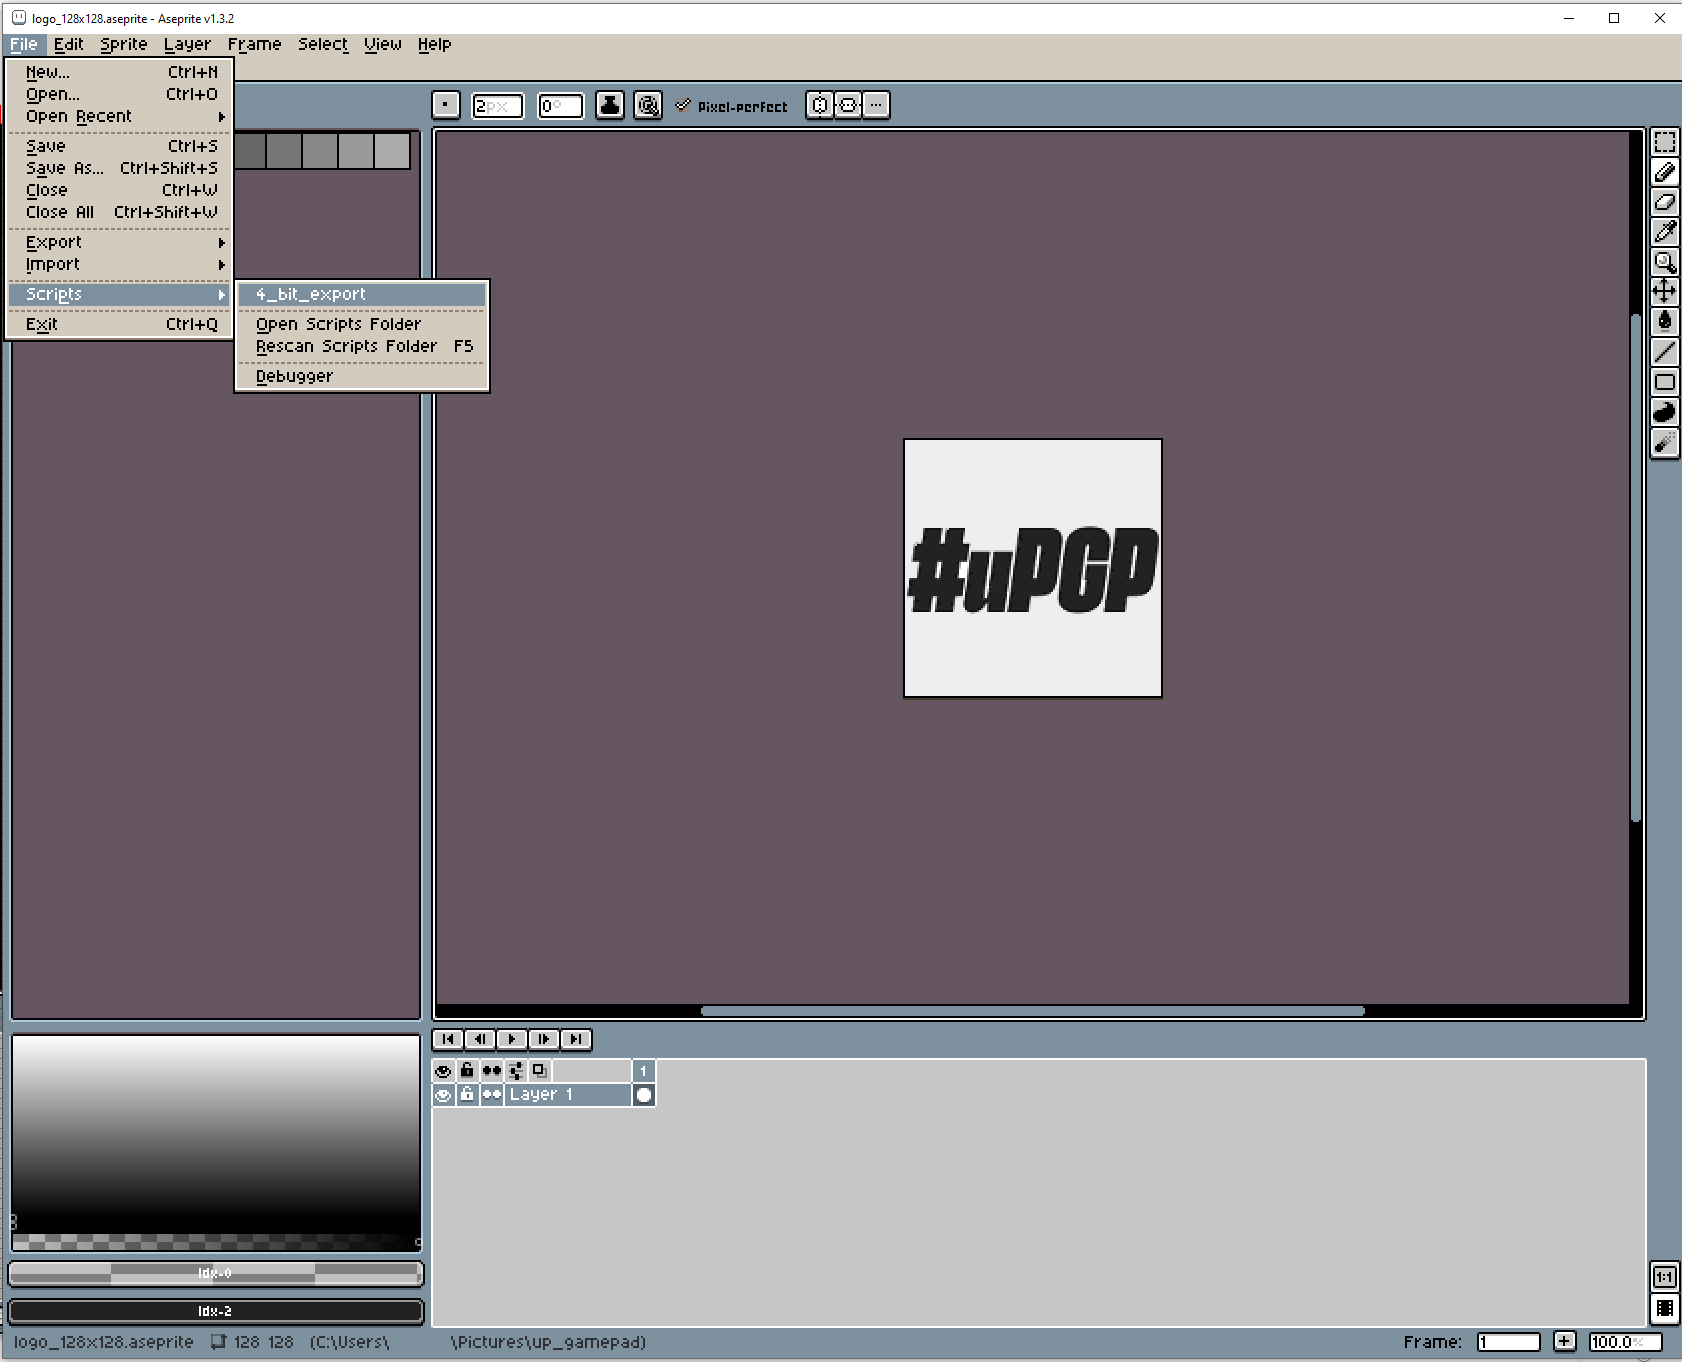 logo_128x128.aseprite - Aseprite v1.3.2
File Edit Sprite Layer Frame Select View Help
New... Ctrl+N
Open... Ctrl+O
Open Recent
Save Ctrl+S
Save As... Ctrl+Shift+S
Close Ctrl+W
Close All Ctrl+Shift+W
Export
Import
Scripts
Exit Ctrl+Q
4_bit_export
Open Scripts Folder
Rescan Scripts Folder F5
Debugger
2px 0° Pixel-perfect
#uPGP
1
Layer 1
Idx-0
Idx-2
1:1
logo_128x128.aseprite 128 128 (C:\Users\ \Pictures\up_gamepad) Frame: 1 + 100.0%